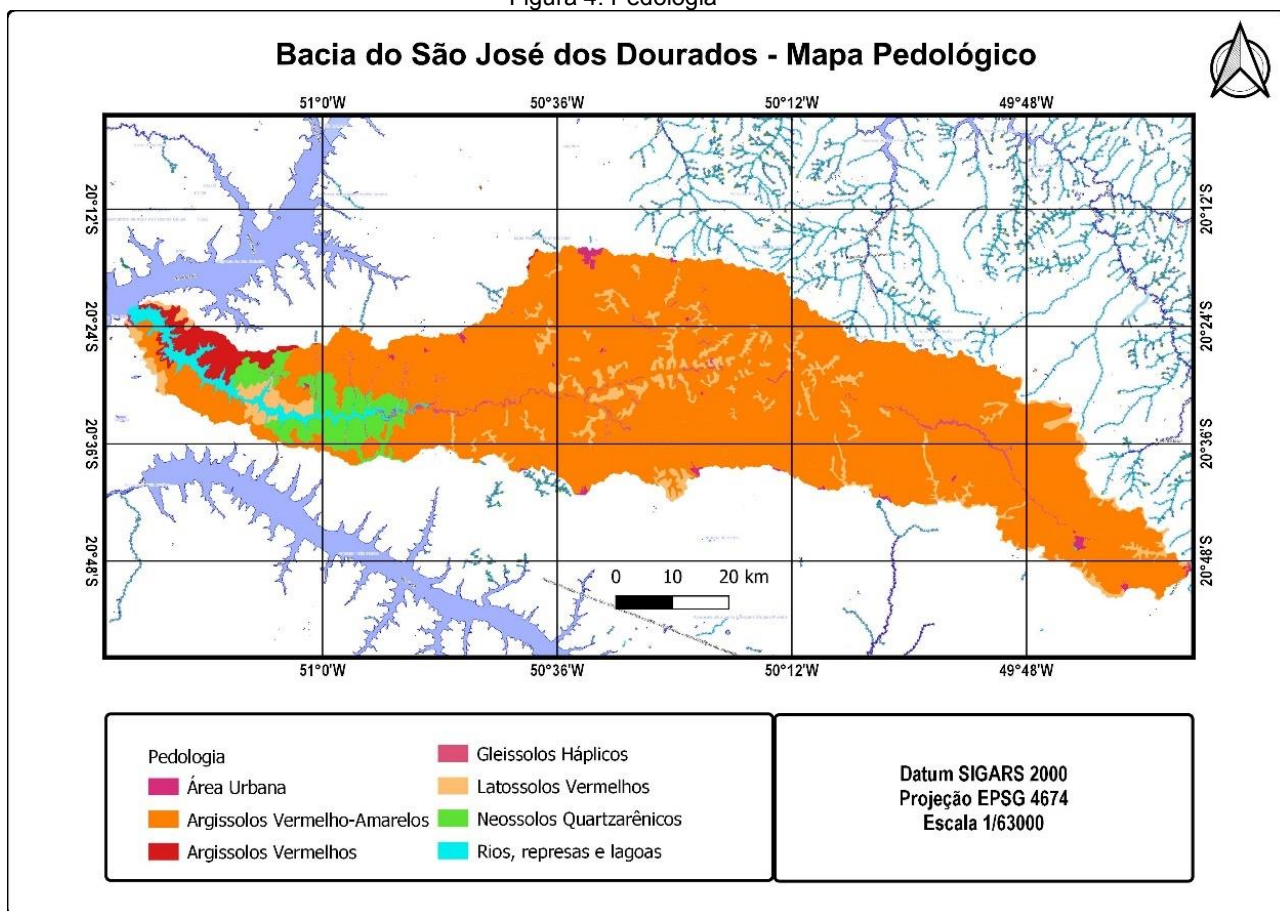 Figura 4: Pedologia
Bacia do São José dos Dourados - Mapa Pedológico
51°0'W 50°36'W 50°12'W 49°48'W
20°12'S 20°12'S
20°24'S 20°24'S
20°36'S 20°36'S
20°48'S 20°48'S
0 10 20 km
51°0'W 50°36'W 50°12'W 49°48'W
Pedologia
Área Urbana
Argissolos Vermelho-Amarelos
Argissolos Vermelhos
Gleissolos Háplicos
Latossolos Vermelhos
Neossolos Quartzarênicos
Rios, represas e lagoas
Datum SIGARS 2000
Projeção EPSG 4674
Escala 1/63000